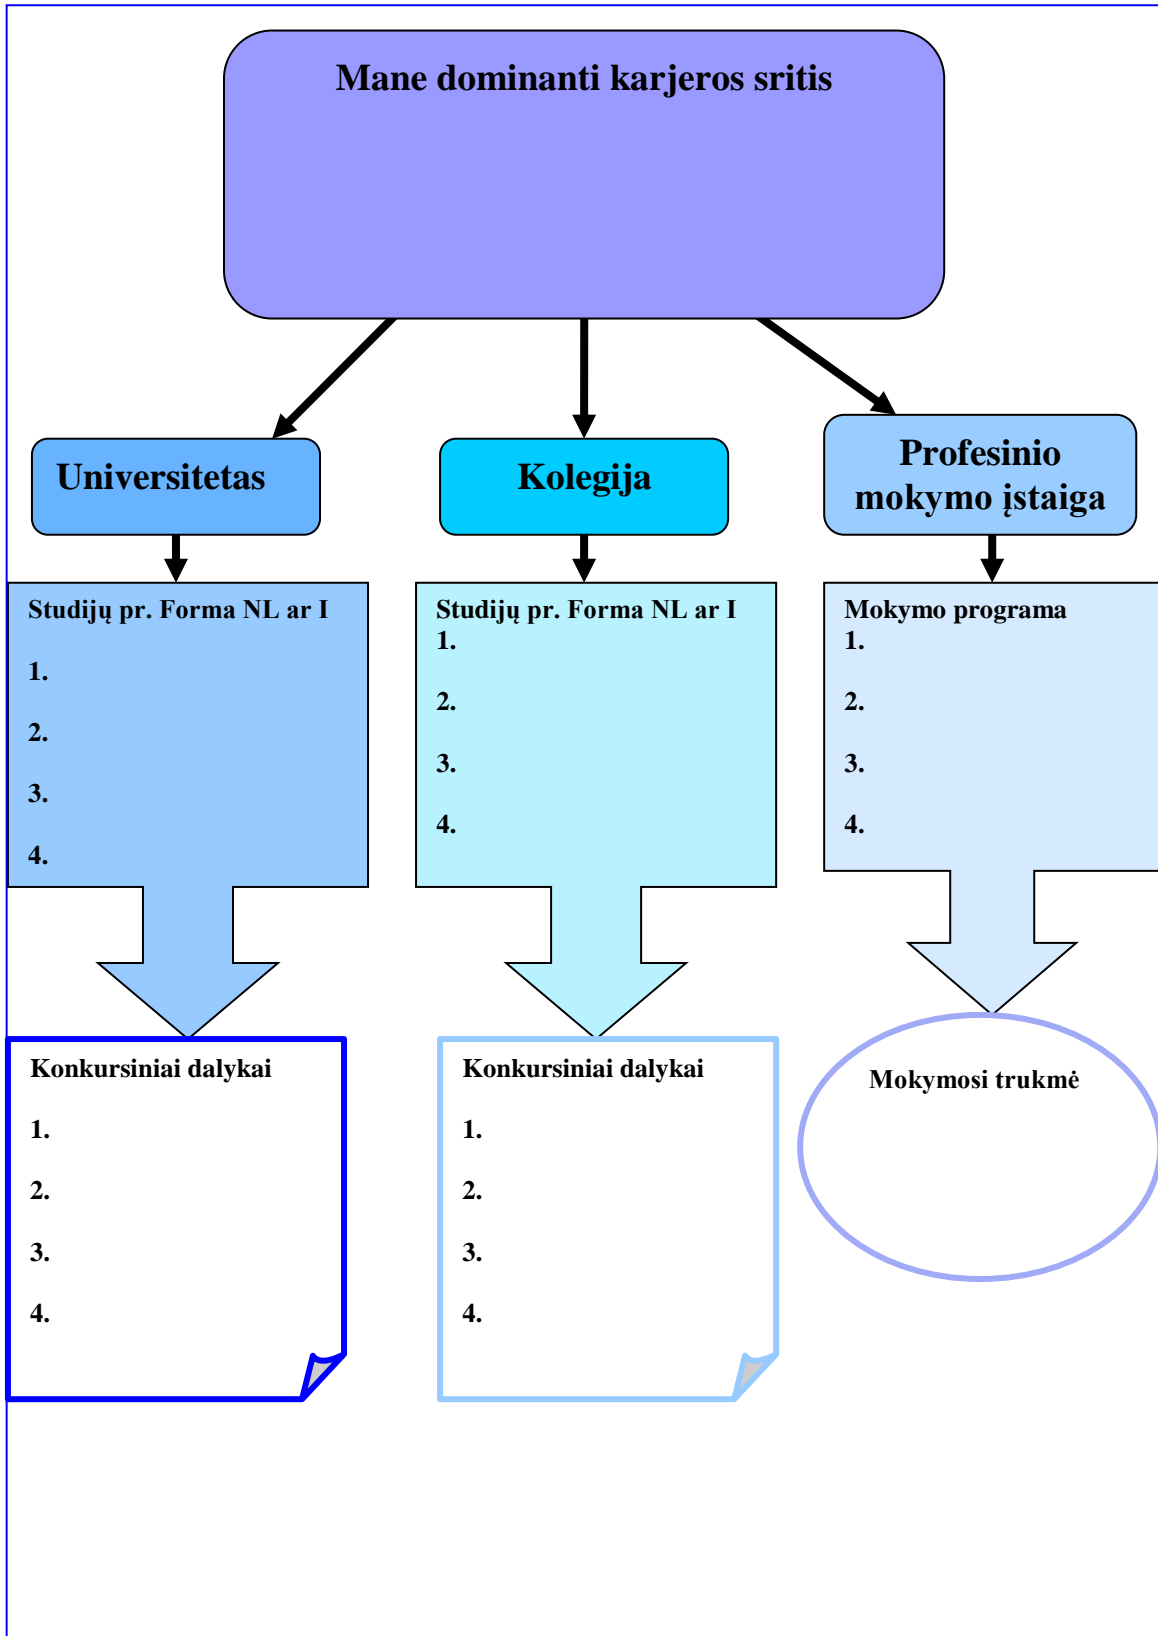 Mane dominanti karjeros sritis
Universitetas
Kolegija
Profesinio
mokymo įstaiga
Studijų pr. Forma NL ar I
1.
2.
3.
4.
Studijų pr. Forma NL ar I
1.
2.
3.
4.
Mokymo programa
1.
2.
3.
4.
Konkursiniai dalykai
1.
2.
3.
4.
Konkursiniai dalykai
1.
2.
3.
4.
Mokymosi trukmė